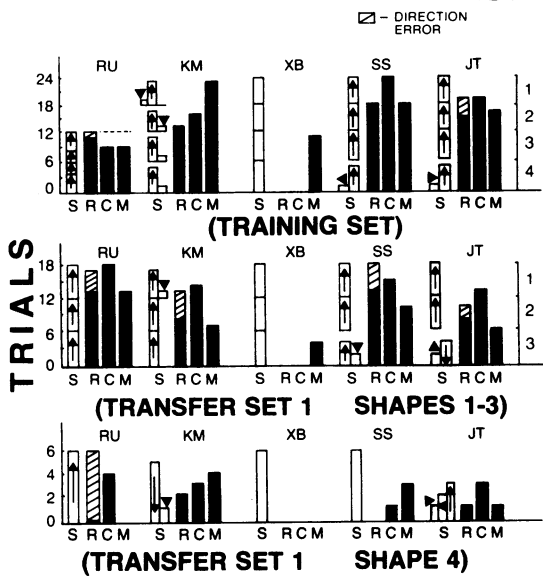 – DIRECTION
ERROR
RU KM XB SS JT
24
18
12
6
0
1
2
3
4
S R C M S R C M S R C M S R C M S R C M
(TRAINING SET)
TRIALS
RU KM XB SS JT
18
12
6
0
1
2
3
S R C M S R C M S R C M S R C M S R C M
(TRANSFER SET 1 SHAPES 1-3)
RU KM XB SS JT
6
4
2
0
S R C M S R C M S R C M S R C M S R C M
(TRANSFER SET 1 SHAPE 4)